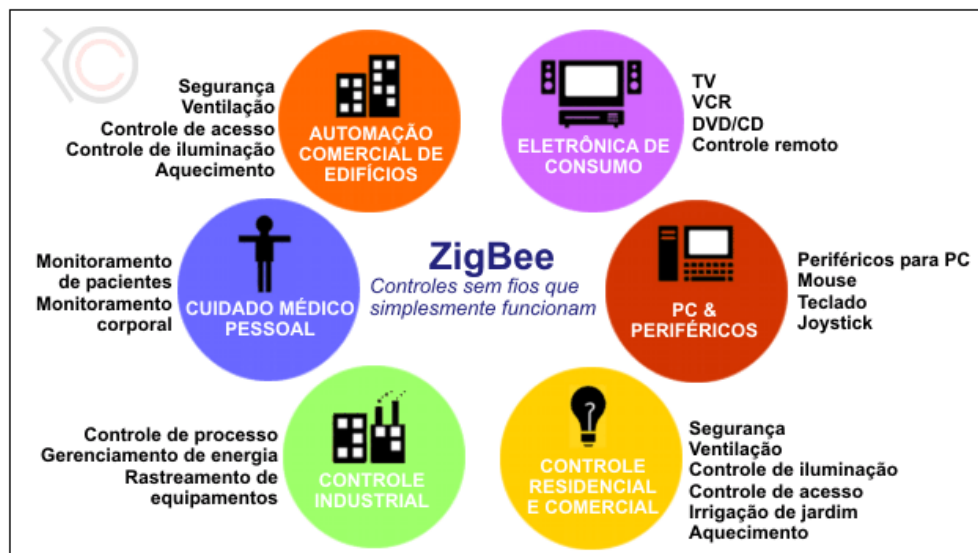 Segurança
Ventilação
Controle de acesso
Controle de iluminação
Aquecimento
AUTOMAÇÃO
COMERCIAL DE
EDIFÍCIOS
ELETRÔNICA DE
CONSUMO
TV
VCR
DVD/CD
Controle remoto
Monitoramento
de pacientes
Monitoramento
corporal
CUIDADO MÉDICO
PESSOAL
ZigBee
Controles sem fios que
simplesmente funcionam
PC &
PERIFÉRICOS
Periféricos para PC
Mouse
Teclado
Joystick
Controle de processo
Gerenciamento de energia
Rastreamento de
equipamentos
CONTROLE
INDUSTRIAL
?
CONTROLE
RESIDENCIAL
E COMERCIAL
Segurança
Ventilação
Controle de iluminação
Controle de acesso
Irrigação de jardim
Aquecimento